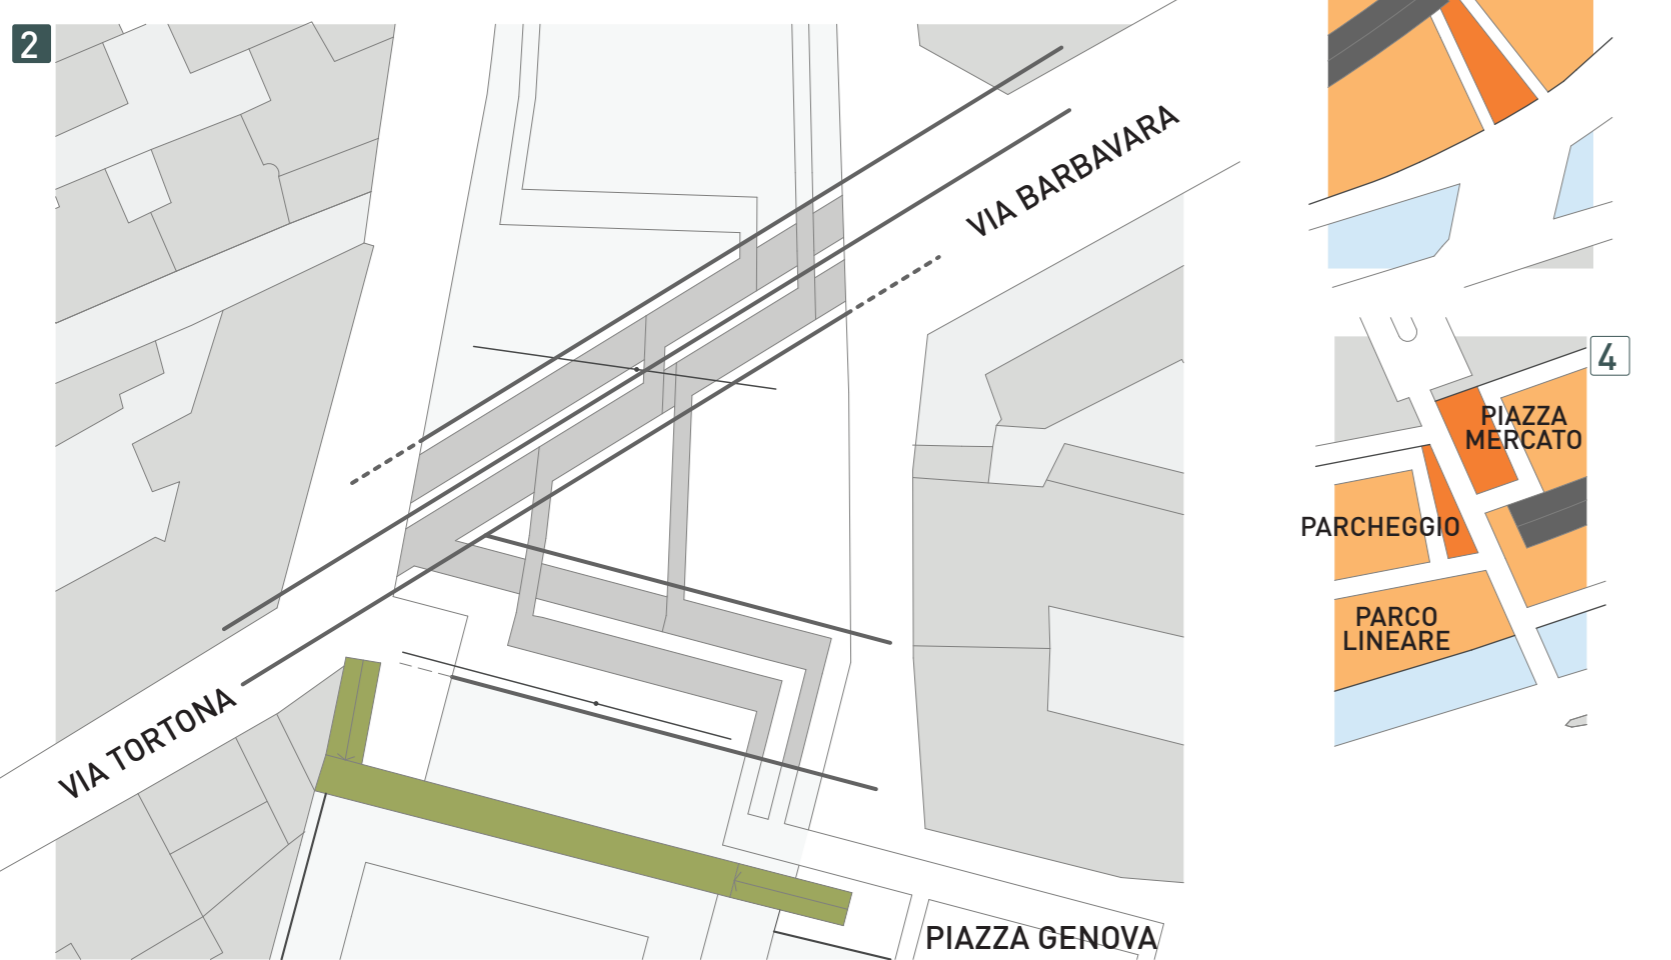 2
VIA BARBAVARA
VIA TORTONA
PIAZZA GENOVA
4
PIAZZA
MERCATO
PARCHEGGIO
PARCO
LINEARE